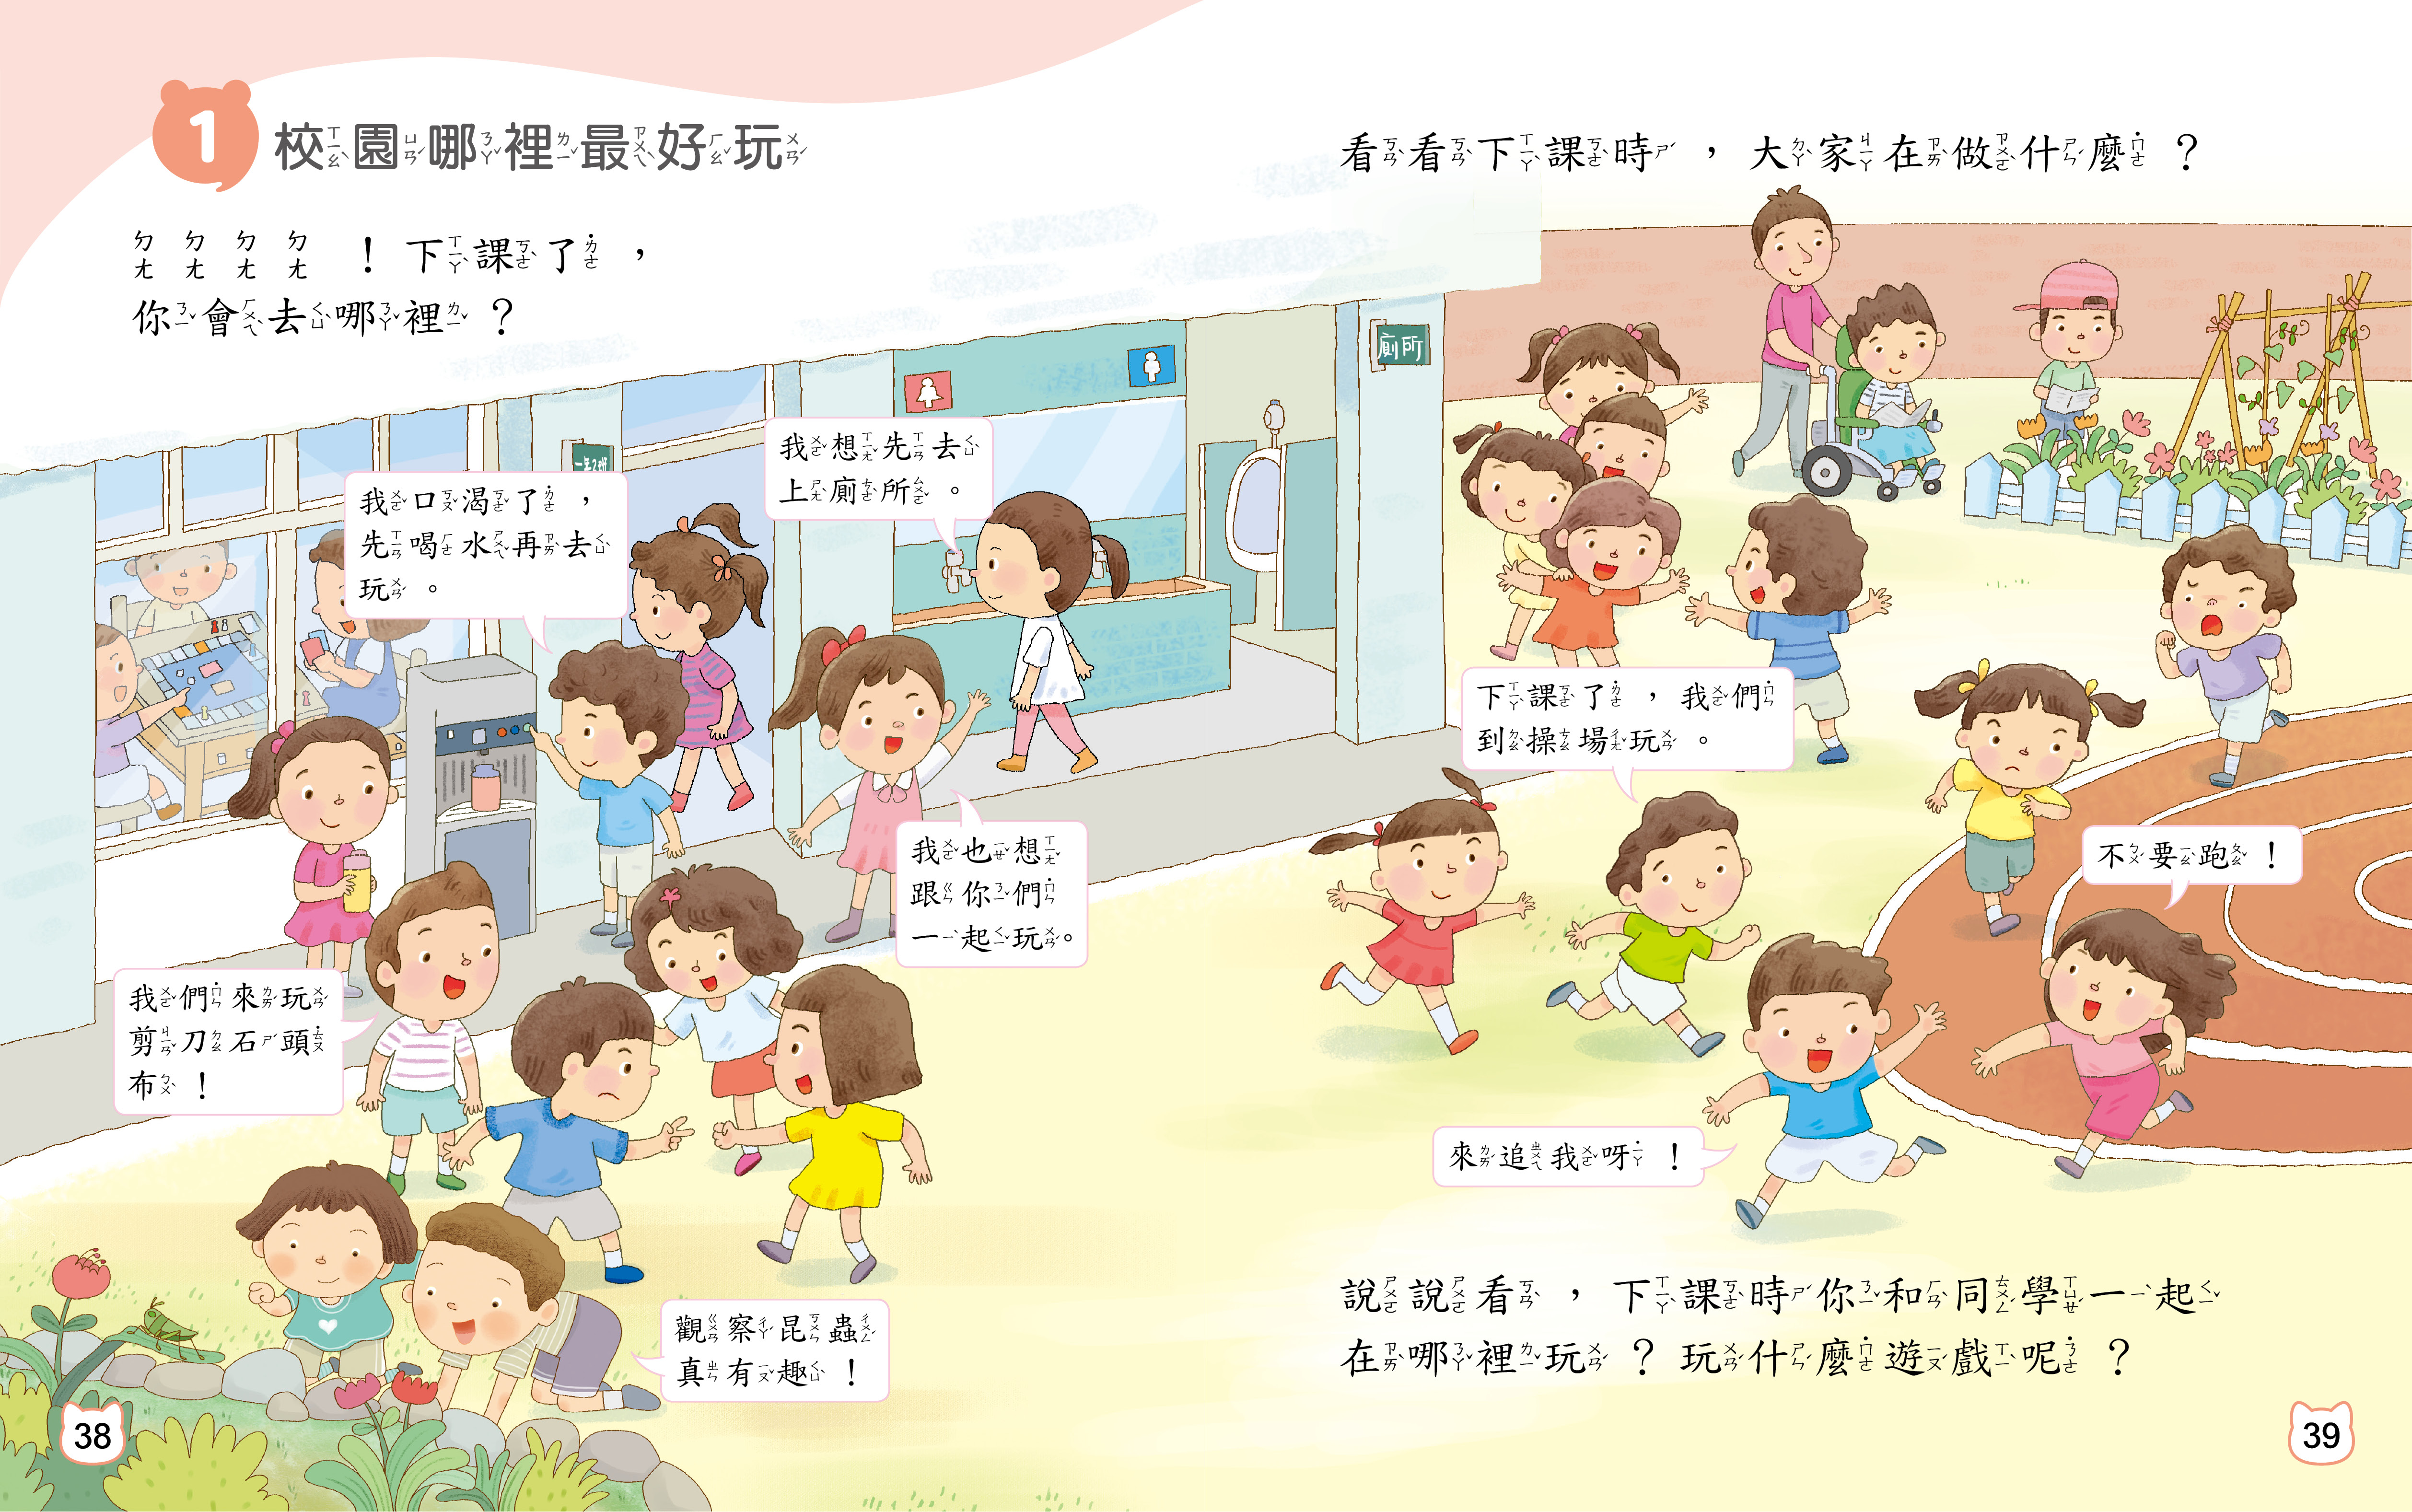 1 校園哪裡最好玩
ㄉㄤ ㄉㄤ ㄉㄤ ㄉㄤ！下課了，
你會去哪裡？
一年2班
我口渴了，
先喝水再去
玩。
我想先去
上廁所。
廁所
我也想
跟你們
一起玩。
我們來玩
剪刀石頭
布！
觀察昆蟲
真有趣！
38
看看下課時，大家在做什麼？
下課了，我們
到操場玩。
不要跑！
來追我呀！
說說看，下課時你和同學一起
在哪裡玩？玩什麼遊戲呢？
39